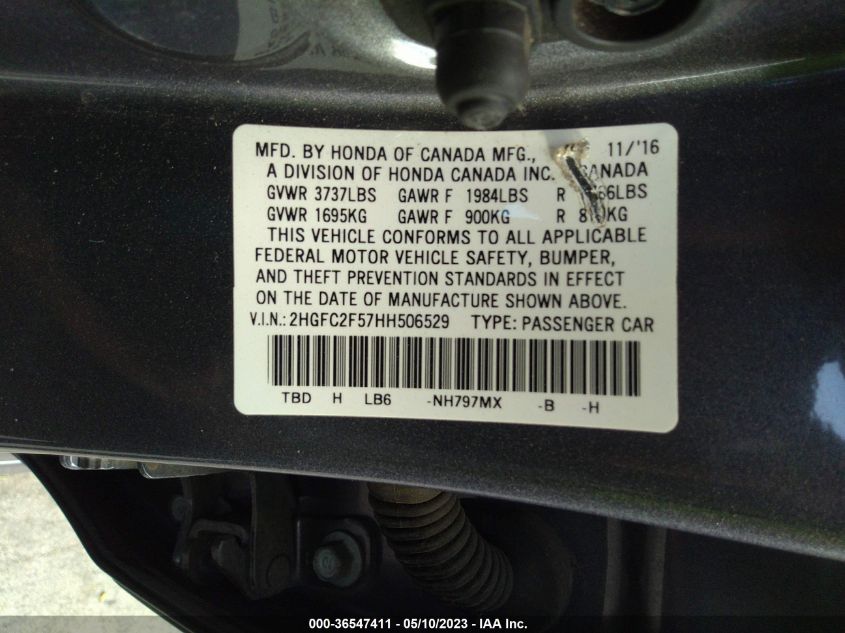 MFD. BY HONDA OF CANADA MFG., 11/'16
A DIVISION OF HONDA CANADA INC.
GVWR 3737LBS GAWR F 1984LBS R
GVWR 1695KG GAWR F 900KG R
THIS VEHICLE CONFORMS TO ALL APPLICABLE
FEDERAL MOTOR VEHICLE SAFETY, BUMPER,
AND THEFT PREVENTION STANDARDS IN EFFECT
ON THE DATE OF MANUFACTURE SHOWN ABOVE.
V.I.N.: 2HGFC2F57HH506529 TYPE: PASSENGER CAR
TBD H LB6 -NH797MX -B -H
000-36547411 - 05/10/2023 - IAA Inc.